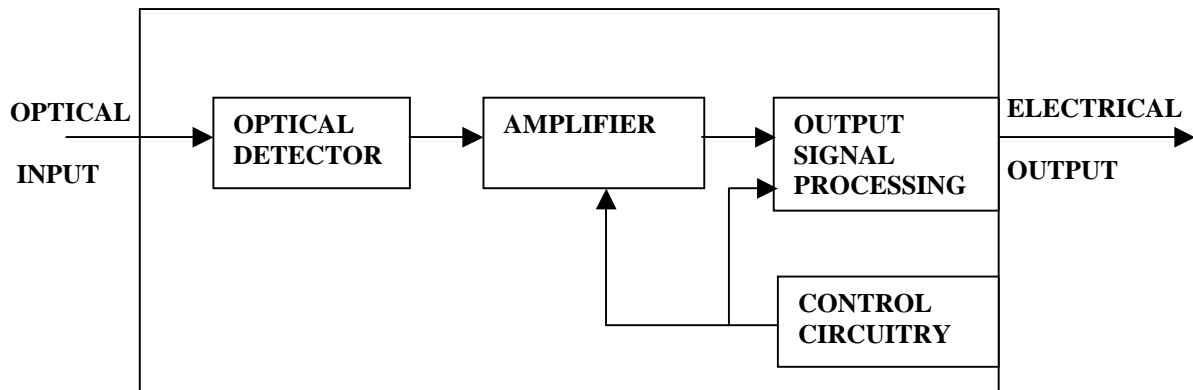 OPTICAL
INPUT
OPTICAL
DETECTOR
AMPLIFIER
OUTPUT
SIGNAL
PROCESSING
ELECTRICAL
OUTPUT
CONTROL
CIRCUITRY